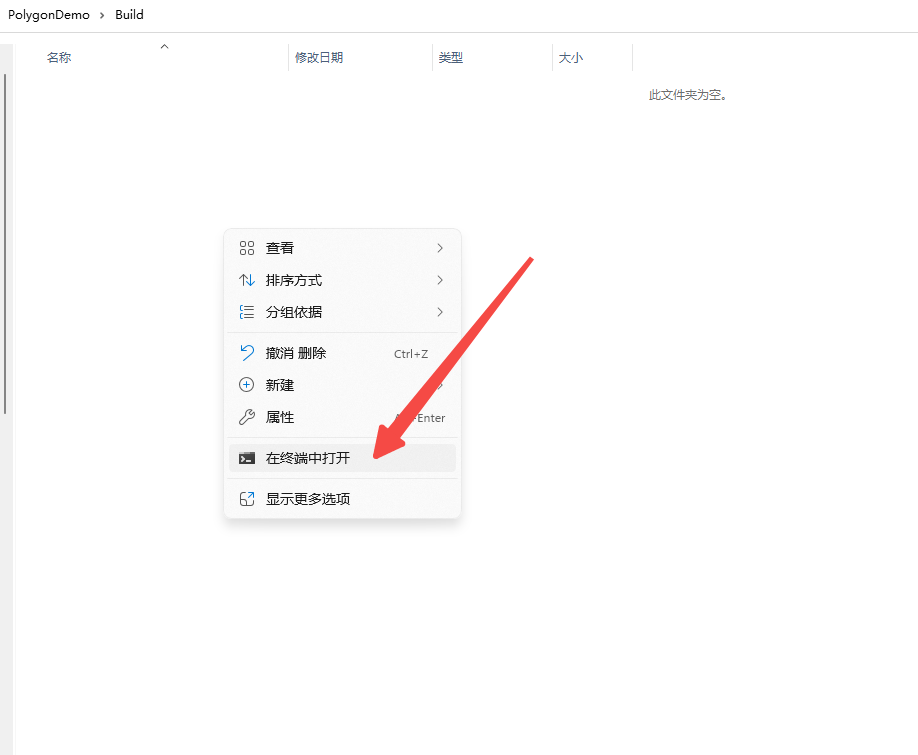 PolygonDemo > Build
名称 修改日期 类型 大小
此文件夹为空。
查看
排序方式
分组依据
撤消 删除 Ctrl+Z
新建
属性 Enter
在终端中打开
显示更多选项